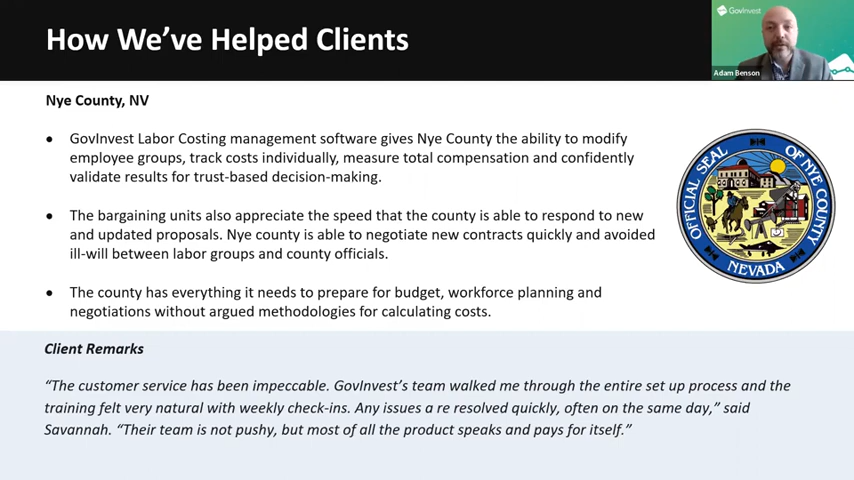 How We've Helped Clients
GovInvest
Adam Benson
Nye County, NV
● GovInvest Labor Costing management software gives Nye County the ability to modify
employee groups, track costs individually, measure total compensation and confidently
validate results for trust-based decision-making.
● The bargaining units also appreciate the speed that the county is able to respond to new
and updated proposals. Nye county is able to negotiate new contracts quickly and avoided
ill-will between labor groups and county officials.
● The county has everything it needs to prepare for budget, workforce planning and
negotiations without argued methodologies for calculating costs.
OFFICIAL SEAL OF NYE COUNTY
NEVADA
Client Remarks
“The customer service has been impeccable. GovInvest’s team walked me through the entire set up process and the
training felt very natural with weekly check-ins. Any issues a re resolved quickly, often on the same day,” said
Savannah. “Their team is not pushy, but most of all the product speaks and pays for itself.”